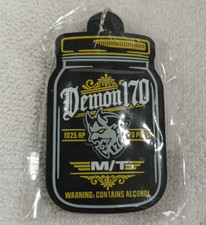 Demon170
1025 HP
M/T
WARNING: CONTAINS ALCOHOL